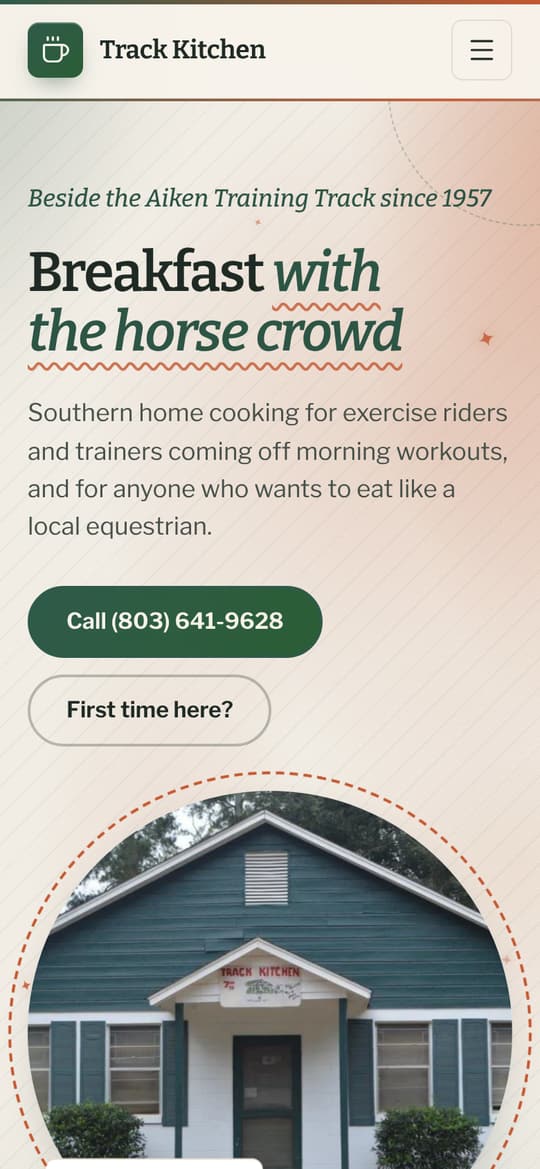 Track Kitchen
Beside the Aiken Training Track since 1957
Breakfast with
the horse crowd
Southern home cooking for exercise riders
and trainers coming off morning workouts,
and for anyone who wants to eat like a
local equestrian.
Call (803) 641-9628
First time here?
TRACK KITCHEN